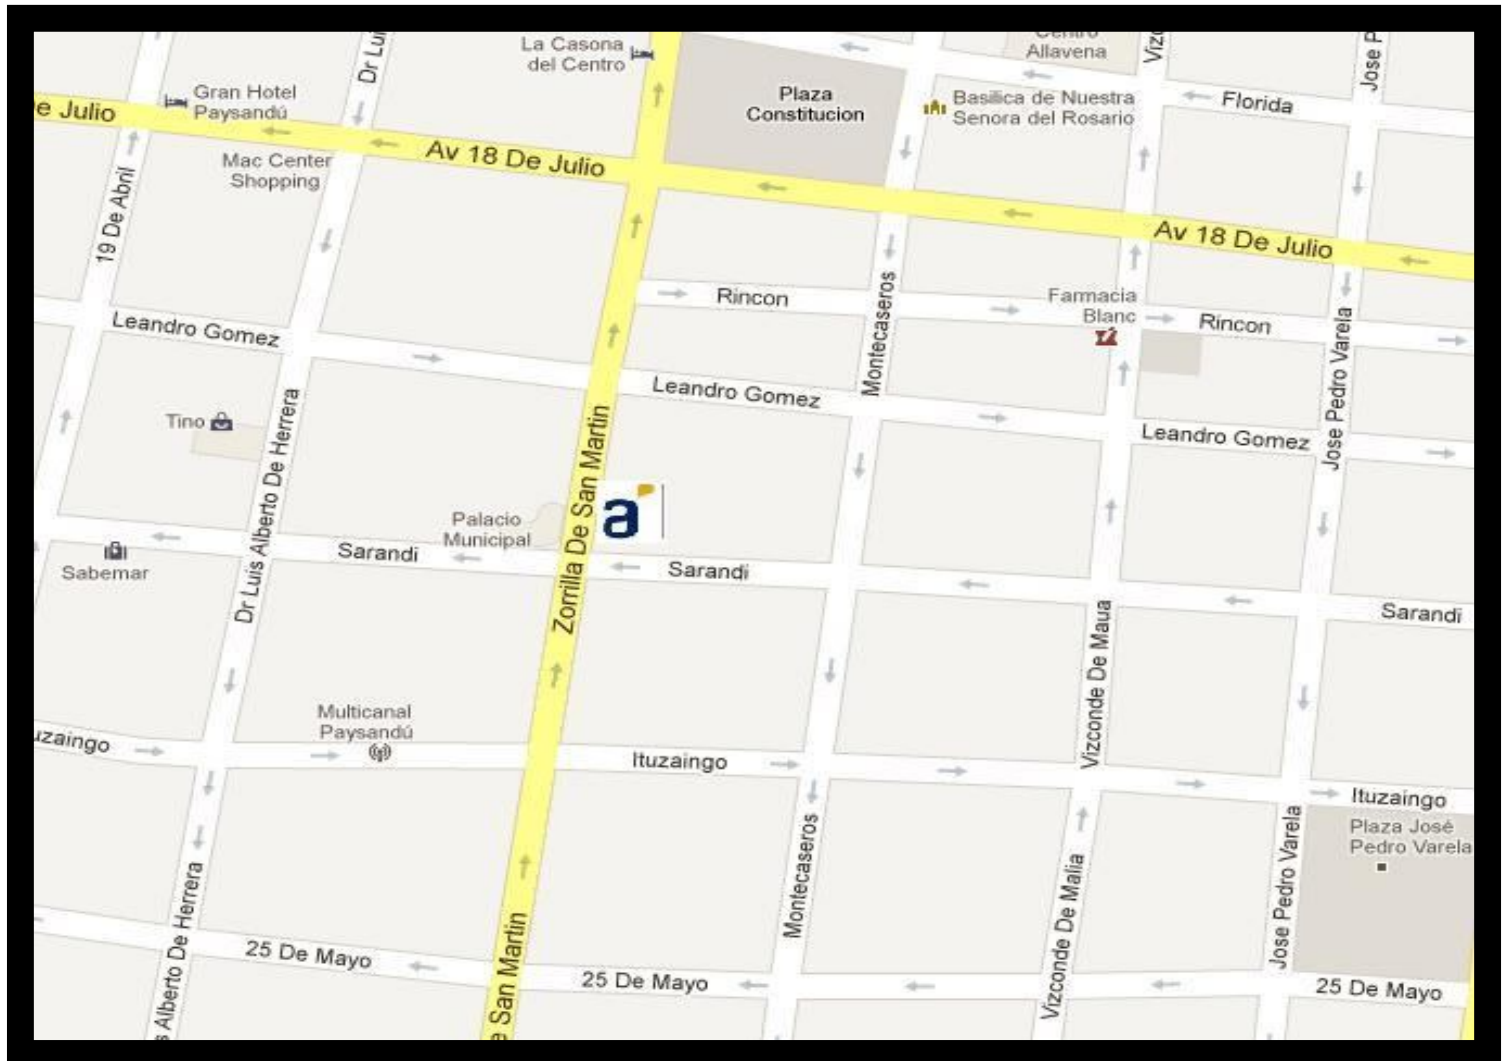 La Casona
del Centro
Dr Lui
Centro
Allavena
Vizc
Jose P
Gran Hotel
Paysandú
Plaza
Constitucion
Basilica de Nuestra
Senora del Rosario
Florida
e Julio
Av 18 De Julio
Mac Center
Shopping
19 De Abril
Av 18 De Julio
Rincon
Montecaseros
Farmacia
Blanc
Rincon
Jose Pedro Varela
Leandro Gomez
Leandro Gomez
Leandro Gomez
Tino
Dr Luis Alberto De Herrera
Zorrilla De San Martin
a
Palacio
Municipal
Sabemar
Sarandi
Sarandi
Sarandi
Vizconde De Maua
Multicanal
Paysandú
uzaingo
Ituzaingo
Ituzaingo
Plaza José
Pedro Varela
Montecaseros
Vizconde De Malia
Jose Pedro Varela
s Alberto De Herrera
e San Martin
25 De Mayo
25 De Mayo
25 De Mayo